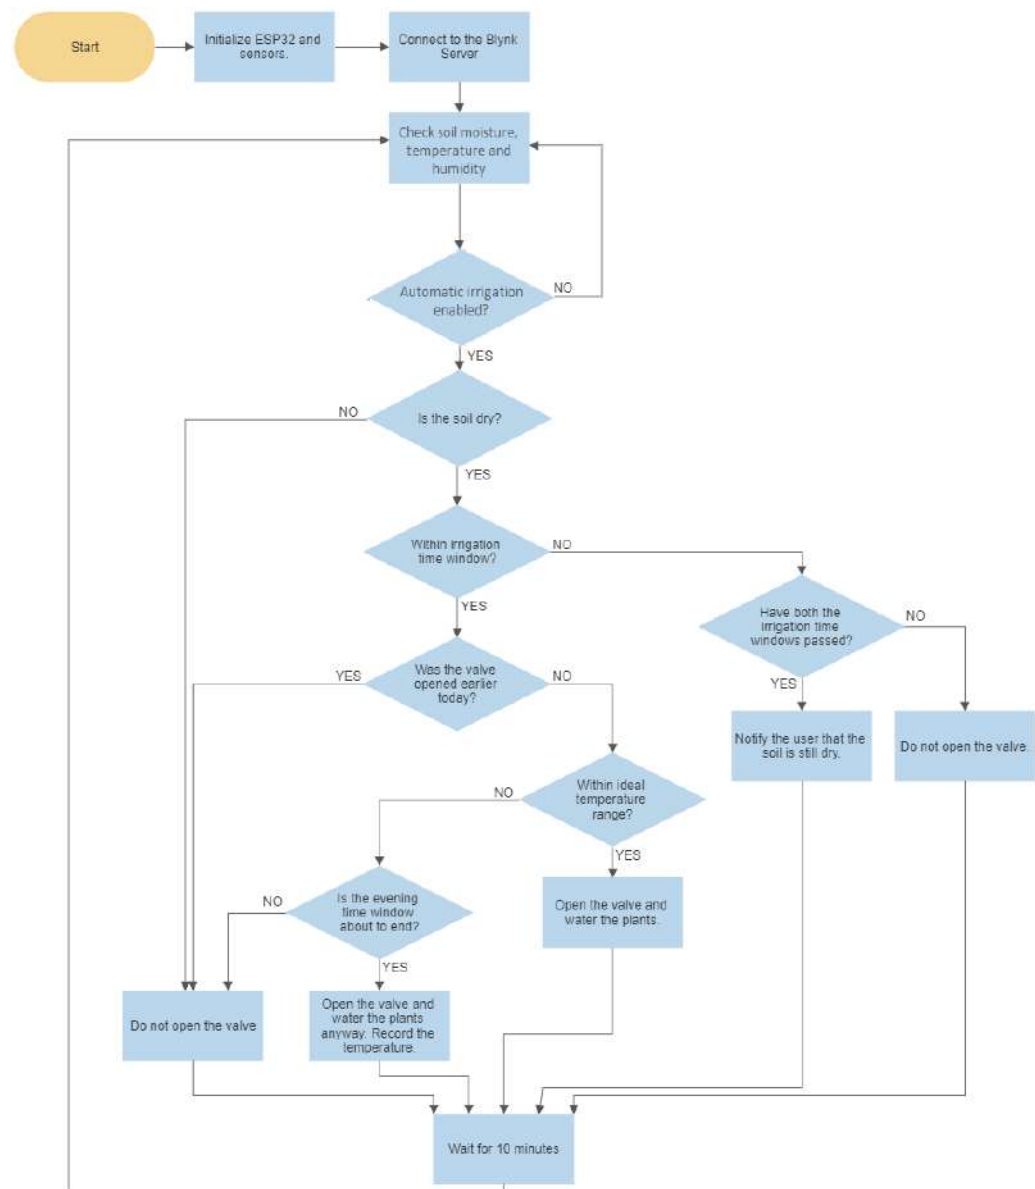 Start
Initialize ESP32 and
sensors.
Connect to the Blynk
Server
Check soil moisture,
temperature and
humidity
Automatic irrigation
enabled?
NO
YES
Is the soil dry?
NO
YES
Within irrigation
time window?
NO
YES
Have both the
irrigation time
windows passed?
NO
YES
Was the valve
opened earlier
today?
YES
NO
Notify the user that the
soil is still dry.
Do not open the valve.
Within ideal
temperature
range?
NO
YES
Is the evening
time window
about to end?
NO
YES
Open the valve and
water the plants.
Do not open the valve
Open the valve and
water the plants
anyway. Record the
temperature.
Wait for 10 minutes